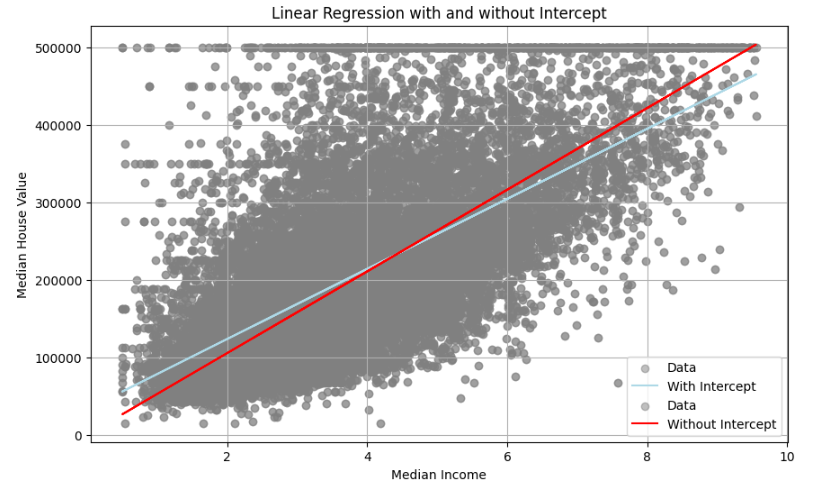 Linear Regression with and without Intercept
Median House Value
500000
400000
300000
200000
100000
0
2
4
6
8
10
Median Income
Data
With Intercept
Data
Without Intercept